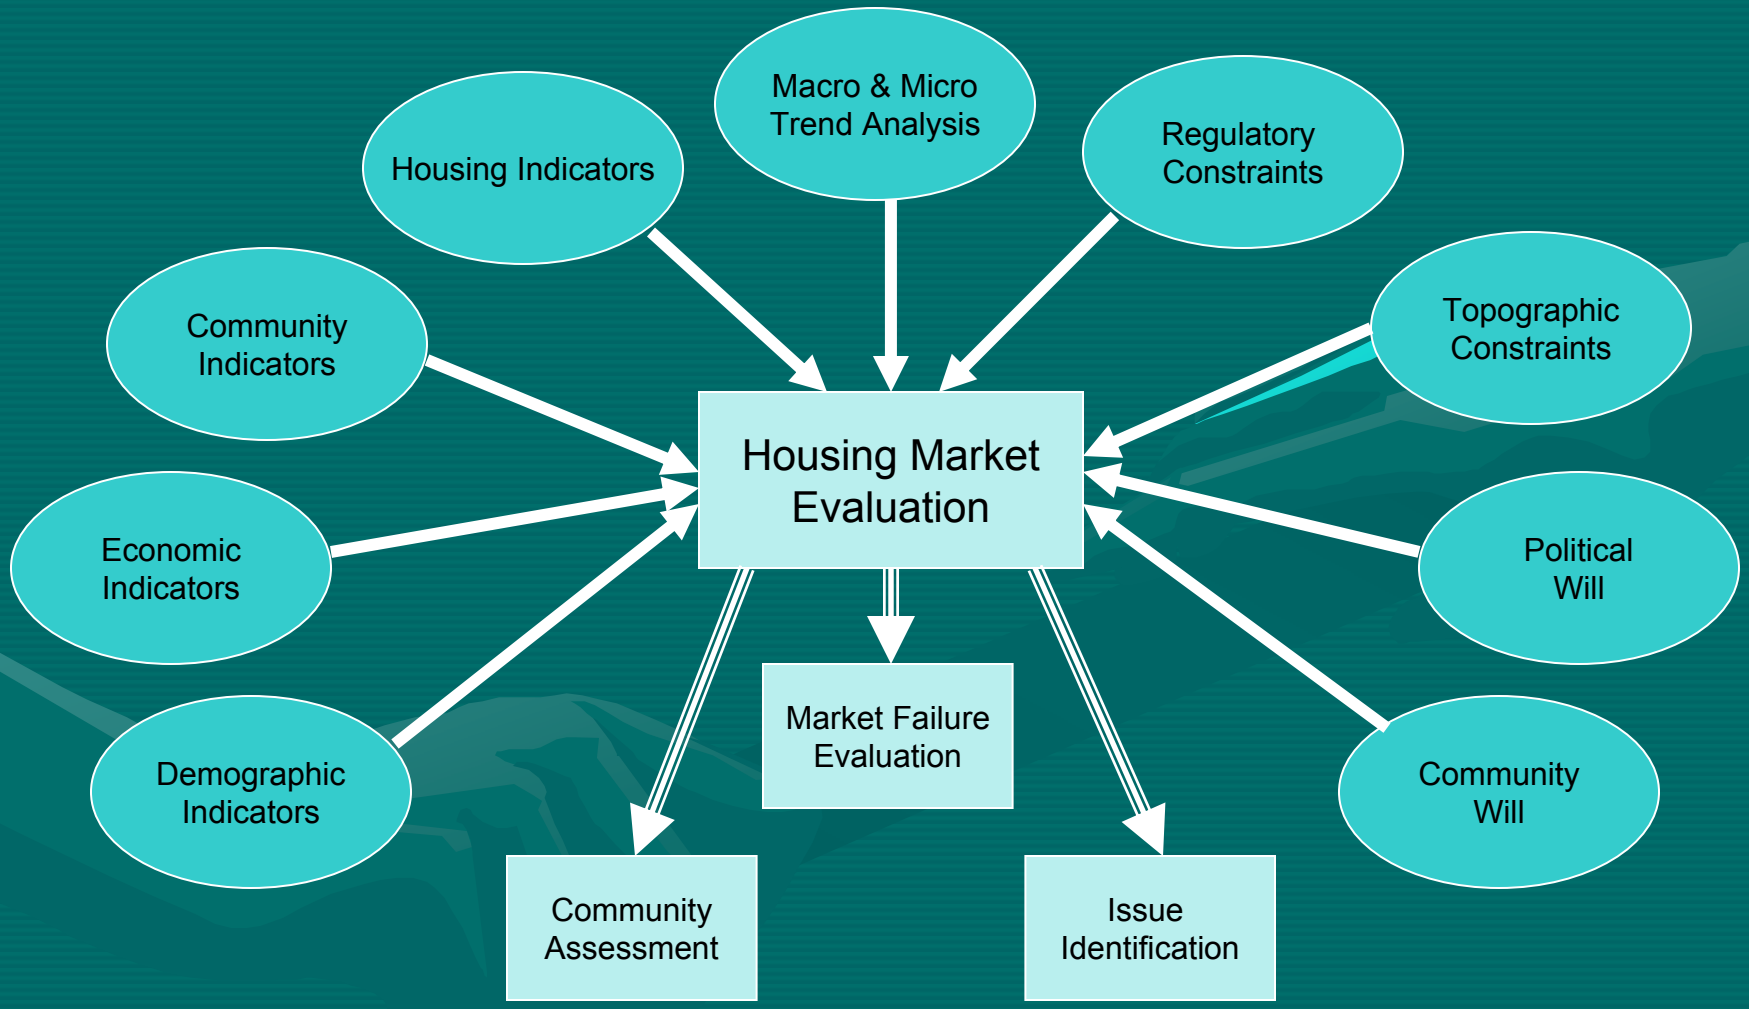 Macro & Micro
Trend Analysis
Housing Indicators
Regulatory
Constraints
Community
Indicators
Topographic
Constraints
Housing Market
Evaluation
Economic
Indicators
Political
Will
Demographic
Indicators
Market Failure
Evaluation
Community
Will
Community
Assessment
Issue
Identification